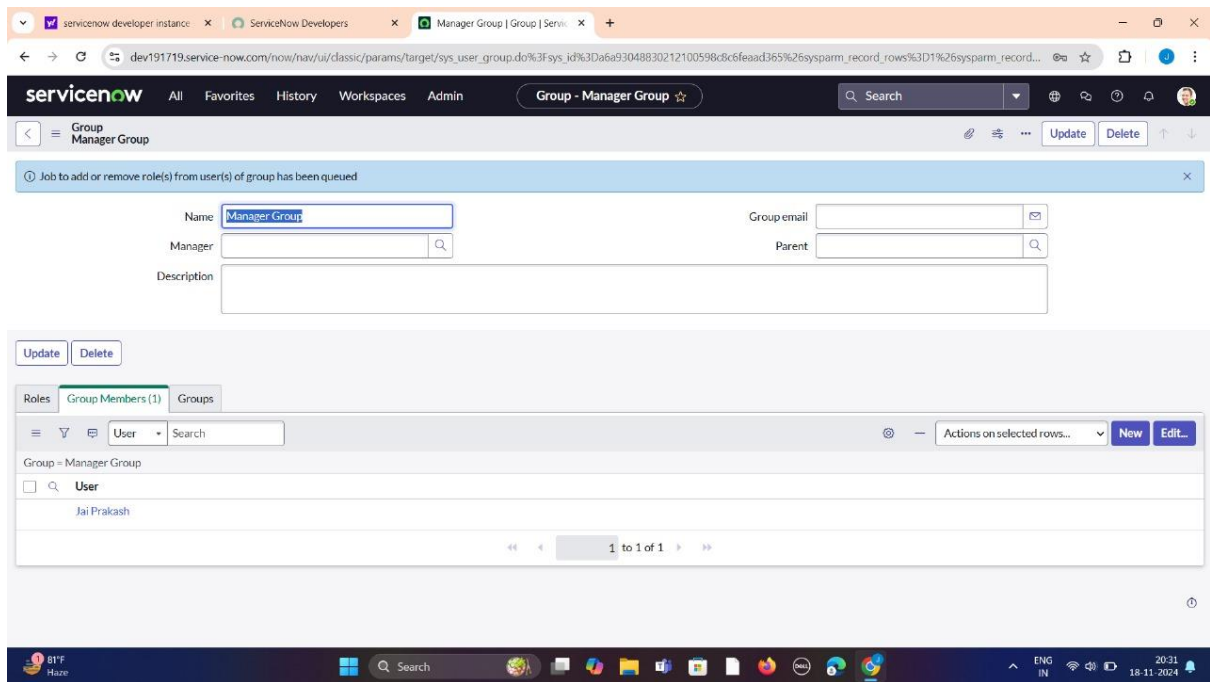 servicenow developer instance
ServiceNow Developers
Manager Group | Group | Servic
dev191719.service-now.com/now/nav/ui/classic/params/target/sys_user_group.do%3Fsys_id%3Da6a93048830212100598c8c6feaad365%26sysparm_record_rows%3D1%26sysparm_record...
servicenow All Favorites History Workspaces Admin Group - Manager Group Search
Group
Manager Group
Update Delete
Job to add or remove role(s) from user(s) of group has been queued
Name Manager Group Group email
Manager Parent
Description
Update Delete
Roles Group Members (1) Groups
User Search Actions on selected rows... New Edit...
Group = Manager Group
User
Jai Prakash
1 to 1 of 1
1 81°F
Haze
Search
DELL
ENG
IN
20:31
18-11-2024